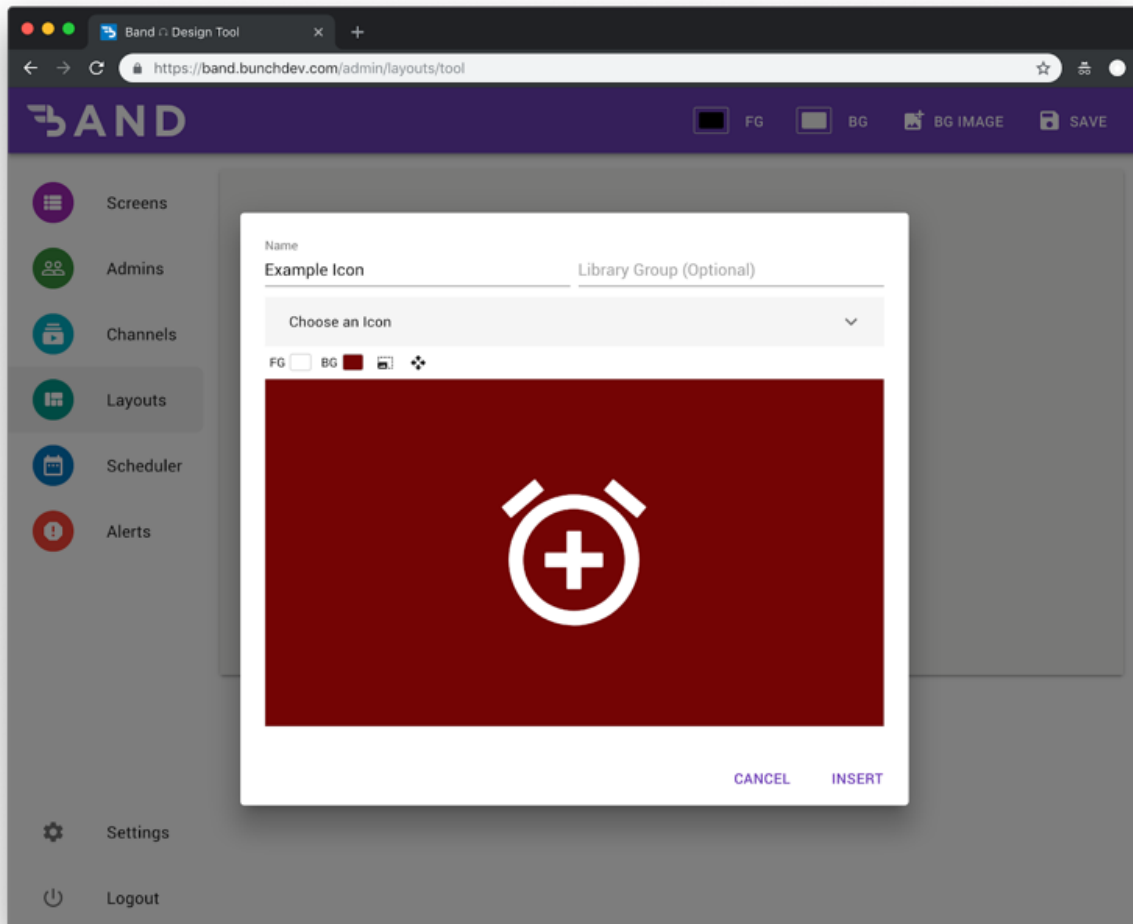 Band ∩ Design Tool
https://band.bunchdev.com/admin/layouts/tool
BAND
FG BG BG IMAGE SAVE
Screens
Admins
Channels
Layouts
Scheduler
Alerts
Settings
Logout
Name
Example Icon Library Group (Optional)
Choose an Icon
FG BG
CANCEL INSERT